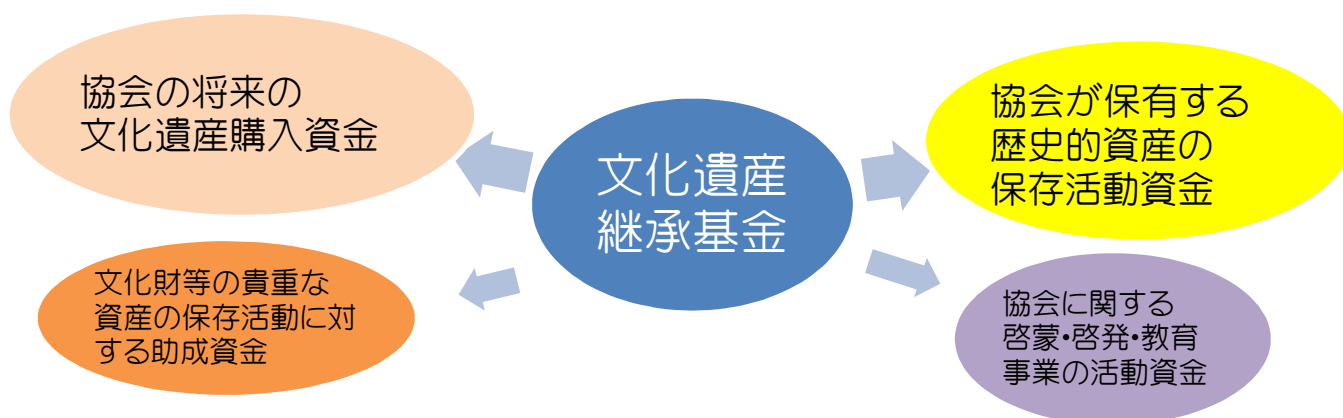 協会の将来の
文化遺産購入資金
文化遺産
継承基金
協会が保有する
歴史的資産の
保存活動資金
文化財等の貴重な
資産の保存活動に対
する助成資金
協会に関する
啓蒙・啓発・教育
事業の活動資金